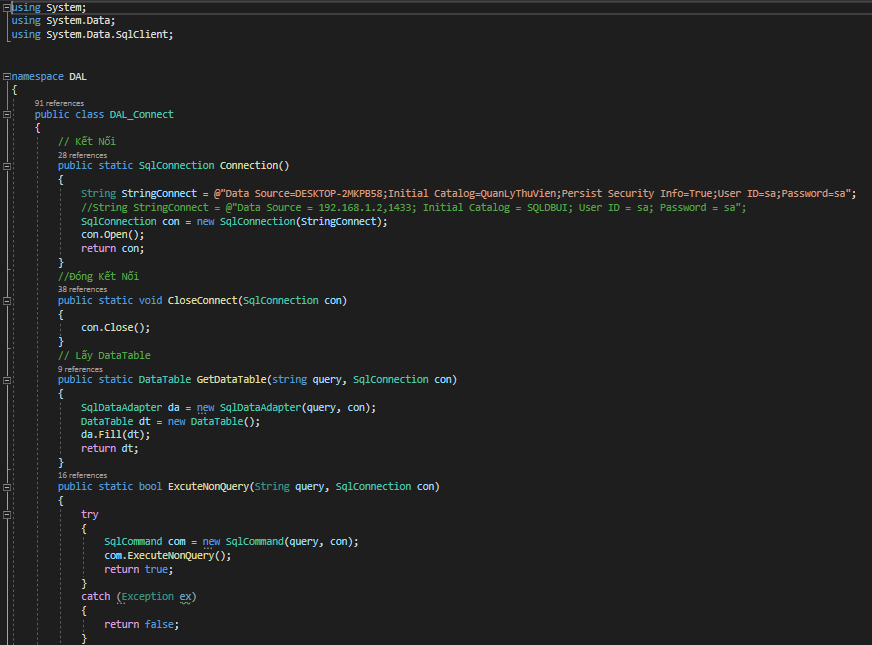 using System;
using System.Data;
using System.Data.SqlClient;
namespace DAL
{
91 references
public class DAL_Connect
{
// Kết Nối
28 references
public static SqlConnection Connection()
{
String StringConnect = @"Data Source=DESKTOP-2MKPB58;Initial Catalog=QuanLyThuVien;Persist Security Info=True;User ID=sa;Password=sa";
//String StringConnect = @"Data Source = 192.168.1.2,1433; Initial Catalog = SQLDBUI; User ID = sa; Password = sa";
SqlConnection con = new SqlConnection(StringConnect);
con.Open();
return con;
}
//Đóng Kết Nối
38 references
public static void CloseConnect(SqlConnection con)
{
con.Close();
}
// Lấy DataTable
9 references
public static DataTable GetDataTable(string query, SqlConnection con)
{
SqlDataAdapter da = new SqlDataAdapter(query, con);
DataTable dt = new DataTable();
da.Fill(dt);
return dt;
}
16 references
public static bool ExcuteNonQuery(String query, SqlConnection con)
{
try
{
SqlCommand com = new SqlCommand(query, con);
com.ExecuteNonQuery();
return true;
}
catch (Exception ex)
{
return false;
}